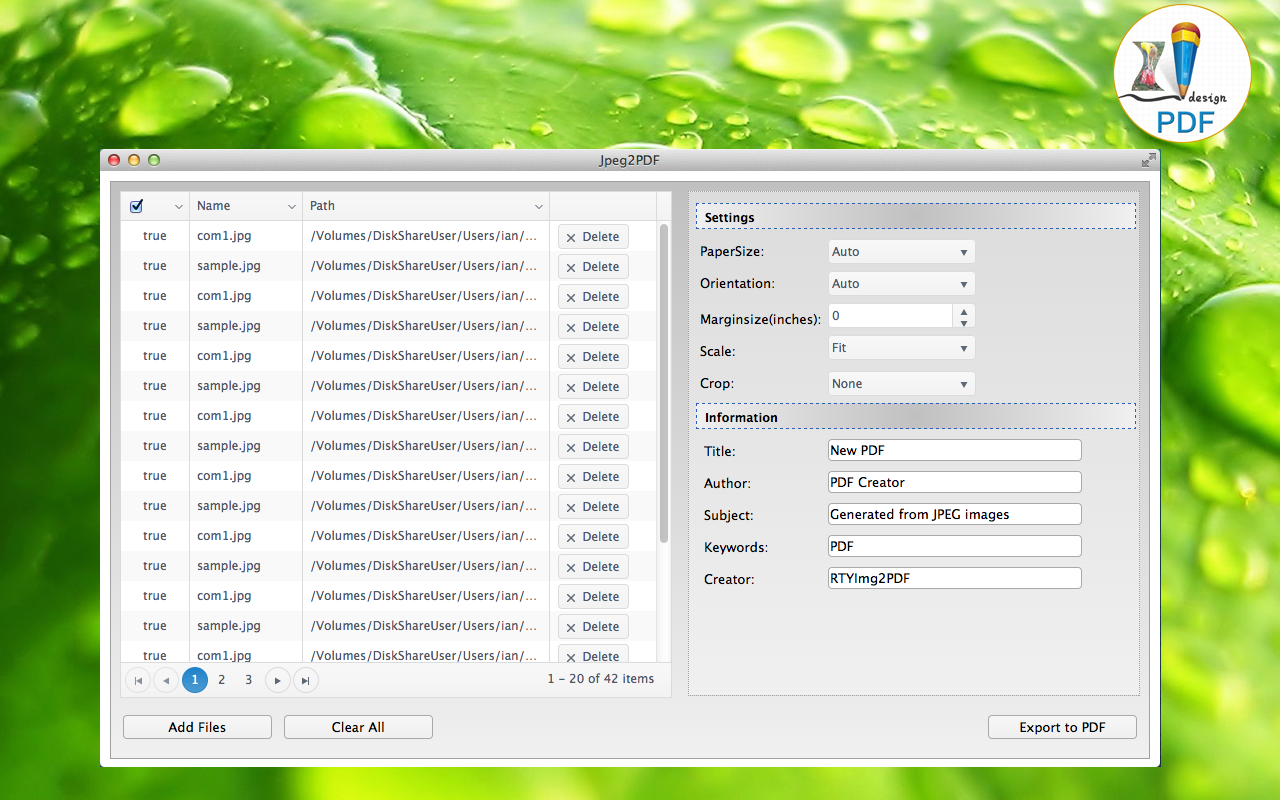 design
PDF
Jpeg2PDF
Name Path
true com1.jpg /Volumes/DiskShareUser/Users/ian/... Delete
true sample.jpg /Volumes/DiskShareUser/Users/ian/... Delete
true com1.jpg /Volumes/DiskShareUser/Users/ian/... Delete
true sample.jpg /Volumes/DiskShareUser/Users/ian/... Delete
true com1.jpg /Volumes/DiskShareUser/Users/ian/... Delete
true sample.jpg /Volumes/DiskShareUser/Users/ian/... Delete
true com1.jpg /Volumes/DiskShareUser/Users/ian/... Delete
true sample.jpg /Volumes/DiskShareUser/Users/ian/... Delete
true com1.jpg /Volumes/DiskShareUser/Users/ian/... Delete
true sample.jpg /Volumes/DiskShareUser/Users/ian/... Delete
true com1.jpg /Volumes/DiskShareUser/Users/ian/... Delete
true sample.jpg /Volumes/DiskShareUser/Users/ian/... Delete
true com1.jpg /Volumes/DiskShareUser/Users/ian/... Delete
true sample.jpg /Volumes/DiskShareUser/Users/ian/... Delete
true com1.jpg /Volumes/DiskShareUser/Users/ian/... Delete
1 2 3 1 - 20 of 42 items
Settings
PaperSize: Auto
Orientation: Auto
Marginsize(inches): 0
Scale: Fit
Crop: None
Information
Title: New PDF
Author: PDF Creator
Subject: Generated from JPEG images
Keywords: PDF
Creator: RTYImg2PDF
Add Files Clear All Export to PDF